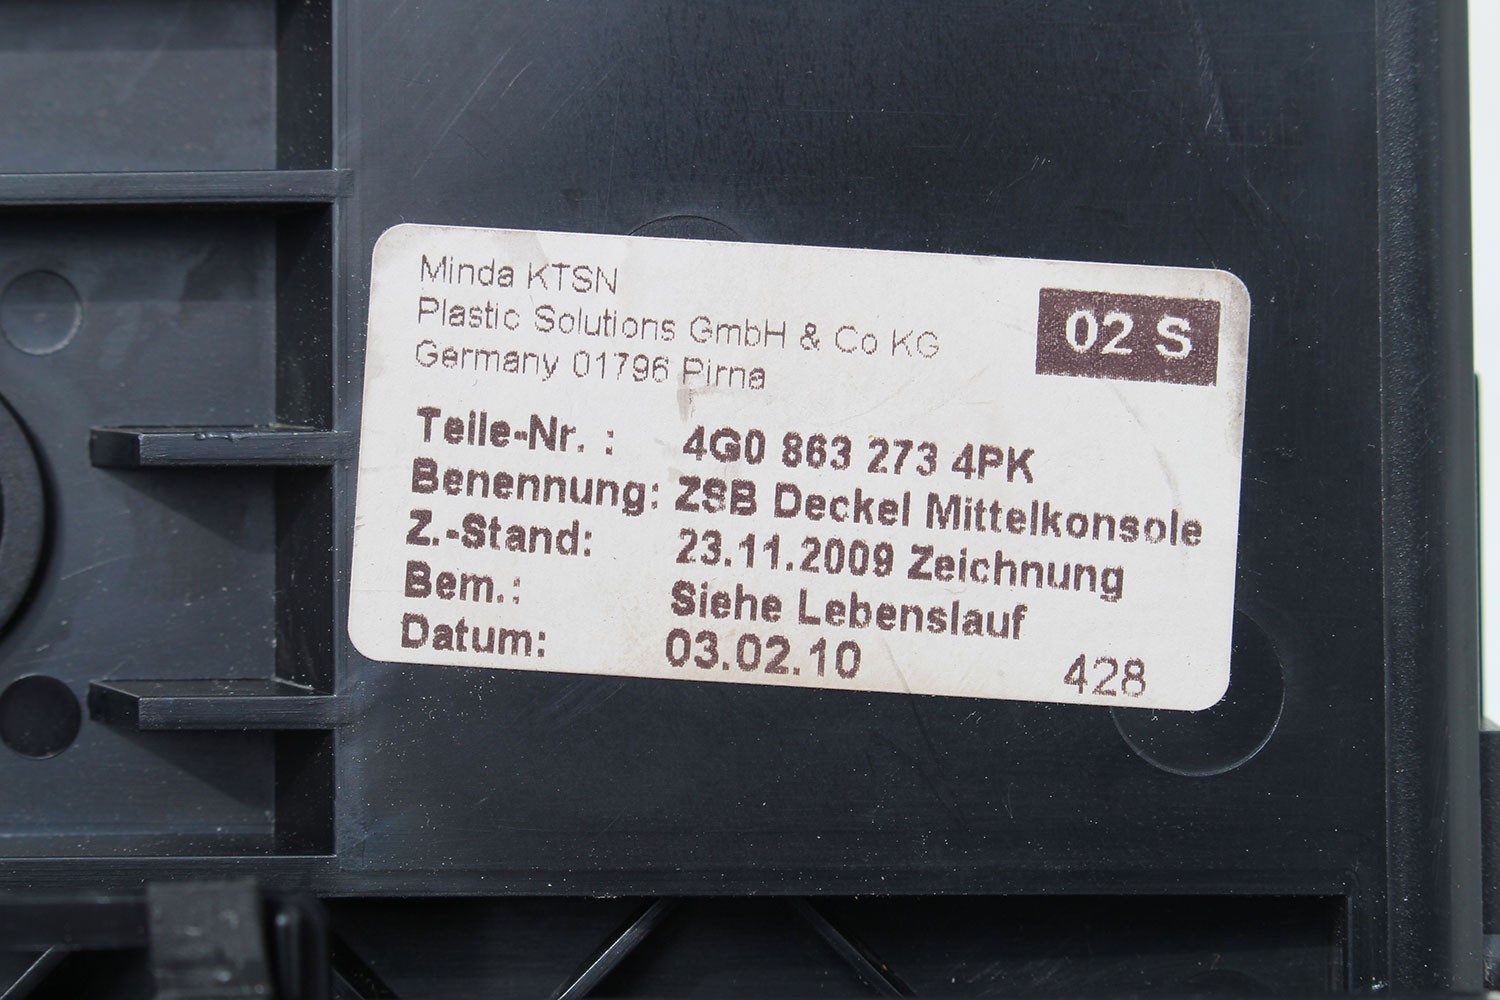 Minda KTSN
Plastic Solutions GmbH & Co KG
Germany 01796 Pirna
02 S
Teile-Nr. : 4G0 863 273 4PK
Benennung: ZSB Deckel Mittelkonsole
Z.-Stand: 23.11.2009 Zeichnung
Bem.: Siehe Lebenslauf
Datum: 03.02.10 428